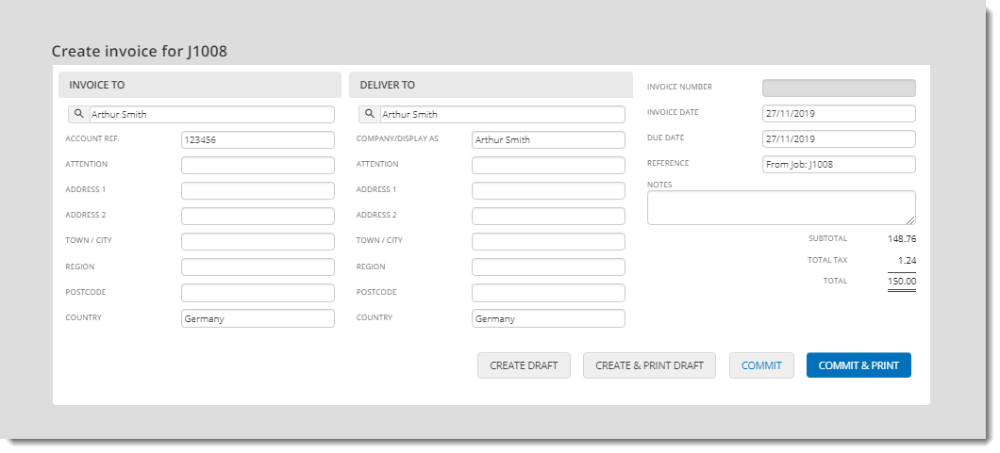 Create invoice for J1008
INVOICE TO
Arthur Smith
ACCOUNT REF. 123456
ATTENTION
ADDRESS 1
ADDRESS 2
TOWN / CITY
REGION
POSTCODE
COUNTRY Germany
DELIVER TO
Arthur Smith
COMPANY/DISPLAY AS Arthur Smith
ATTENTION
ADDRESS 1
ADDRESS 2
TOWN / CITY
REGION
POSTCODE
COUNTRY Germany
INVOICE NUMBER
INVOICE DATE 27/11/2019
DUE DATE 27/11/2019
REFERENCE From Job: J1008
NOTES
SUBTOTAL 148.76
TOTAL TAX 1.24
TOTAL 150.00
CREATE DRAFT CREATE & PRINT DRAFT COMMIT COMMIT & PRINT